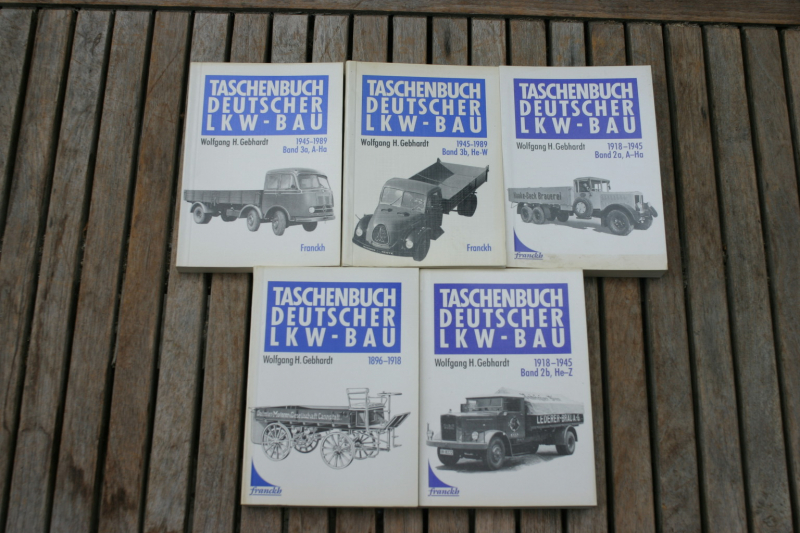 TASCHENBUCH
DEUTSCHER
LKW-BAU
Wolfgang H. Gebhardt
1945-1989
Band 3a, A-Ha
Franckh
TASCHENBUCH
DEUTSCHER
LKW-BAU
Wolfgang H. Gebhardt
1945-1989
Band 3b, He-W
Franckh
TASCHENBUCH
DEUTSCHER
LKW-BAU
Wolfgang H. Gebhardt
1918-1945
Band 2a, A-Ha
Brauerei
franckh
TASCHENBUCH
DEUTSCHER
LKW-BAU
Wolfgang H. Gebhardt
1896-1918
franckh
TASCHENBUCH
DEUTSCHER
LKW-BAU
Wolfgang H. Gebhardt
1918-1945
Band 2b, He-Z
LEDERER-BRÄU A.G.
franckh